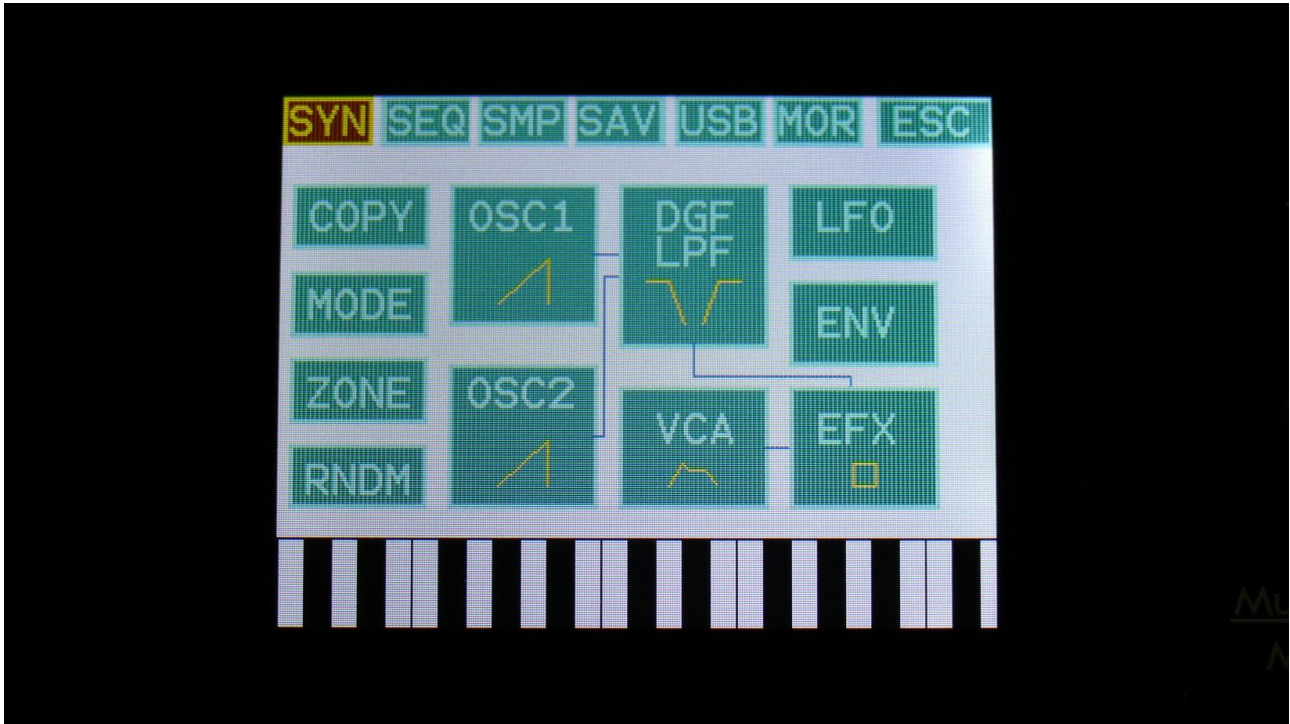 SYN SEQ SMP SAV USB MOR ESC
COPY
OSC1
DGF
LPF
LFO
MODE
ENV
ZONE
OSC2
VCA
EFX
RNDM